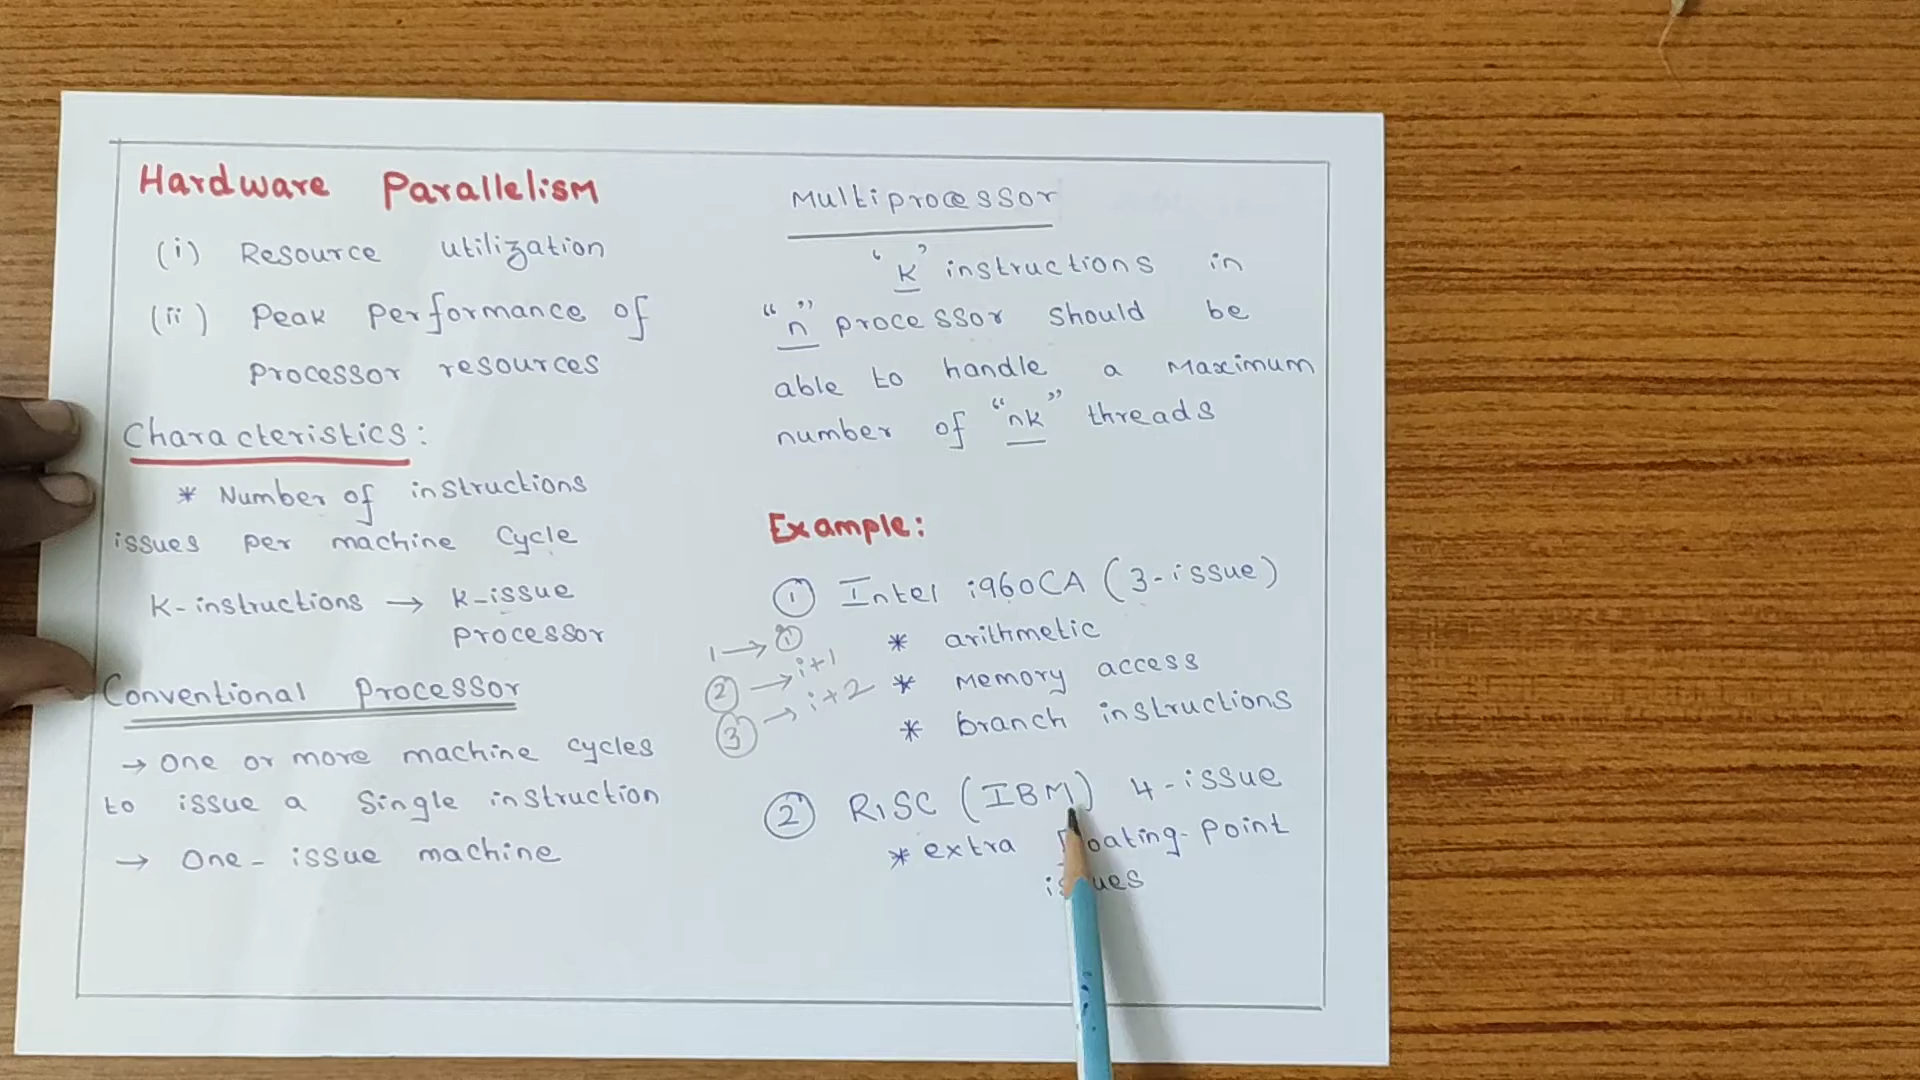 Hardware Parallelism
(i) Resource utilization
(ii) Peak performance of
processor resources
Characteristics:
* Number of instructions
issues per machine cycle
K-instructions → k-issue
processor
Conventional Processor
→ One or more machine cycles
to issue a single instruction
→ One-issue machine
Multiprocessor
'k' instructions in
"n" processor should be
able to handle a maximum
number of "nk" threads
Example:
① Intel i960CA (3-issue)
* arithmetic
* Memory access
* branch instructions
1 →
② → i+1
③ → i+2
② RISC (IBM) 4-issue
* extra floating-point
issues